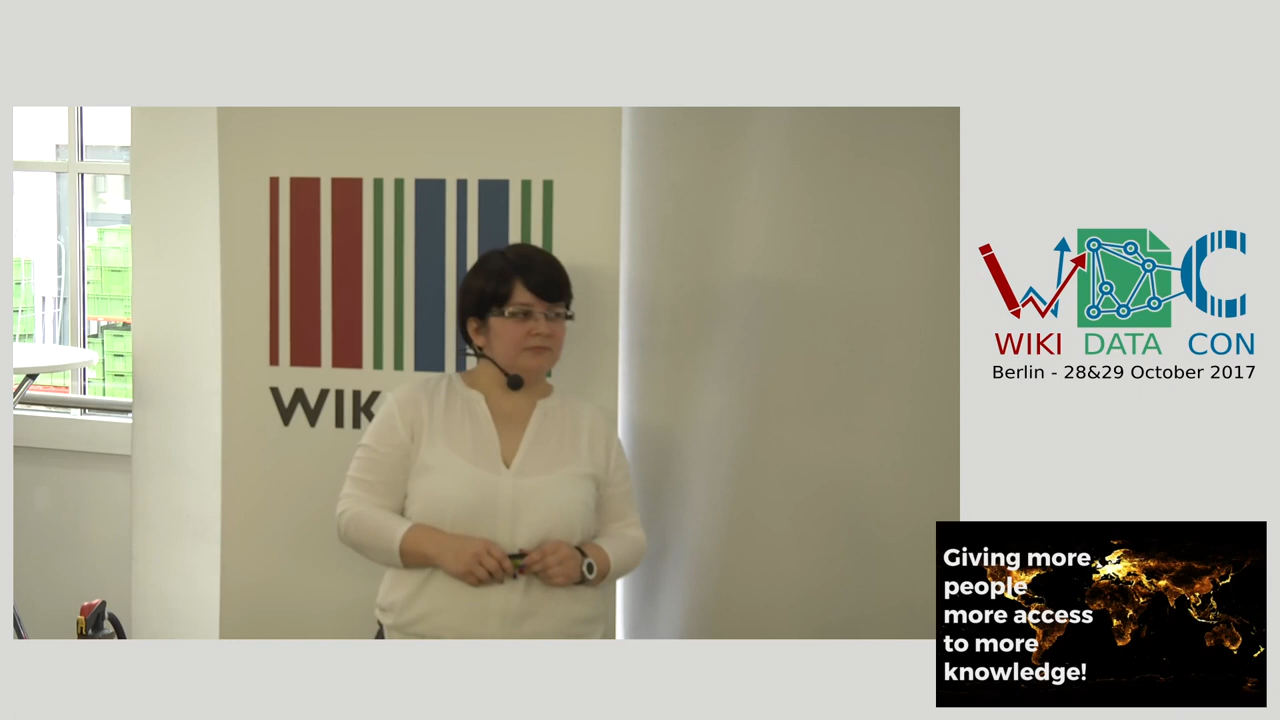 WIK
WIKI DATA CON
Berlin - 28&29 October 2017
Giving more
people
more access
to more
knowledge!